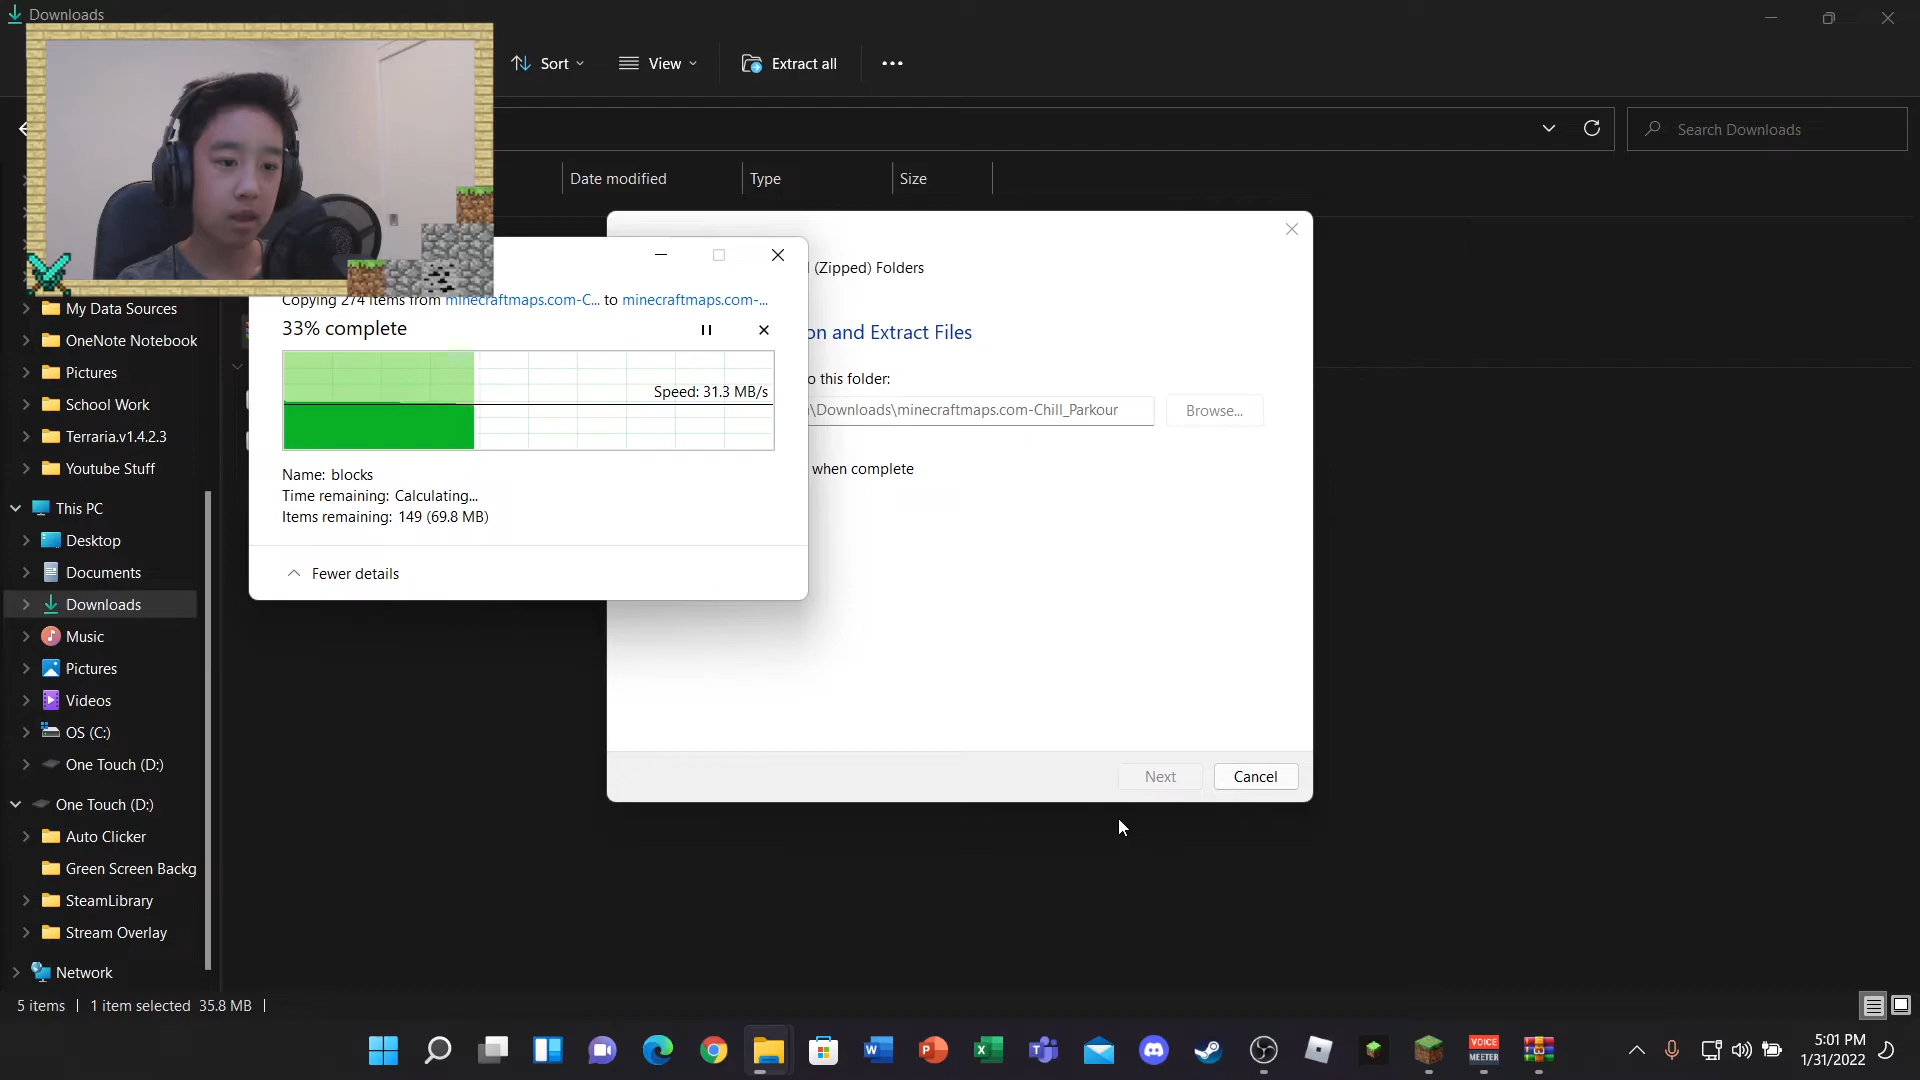 Downloads
Sort
View
Extract all
Search Downloads
Date modified
Type
Size
(Zipped) Folders
Copying 274 items from minecraftmaps.com-C... to minecraftmaps.com-...
33% complete
on and Extract Files
Speed: 31.3 MB/s
o this folder:
\Downloads\minecraftmaps.com-Chill_Parkour
Browse...
when complete
Name: blocks
Time remaining: Calculating...
Items remaining: 149 (69.8 MB)
Fewer details
Next
Cancel
My Data Sources
OneNote Notebook
Pictures
School Work
Terraria.v1.4.2.3
Youtube Stuff
This PC
Desktop
Documents
Downloads
Music
Pictures
Videos
OS (C:)
One Touch (D:)
One Touch (D:)
Auto Clicker
Green Screen Backg
SteamLibrary
Stream Overlay
Network
5 items
1 item selected 35.8 MB
VOICE
MEETER
5:01 PM
1/31/2022